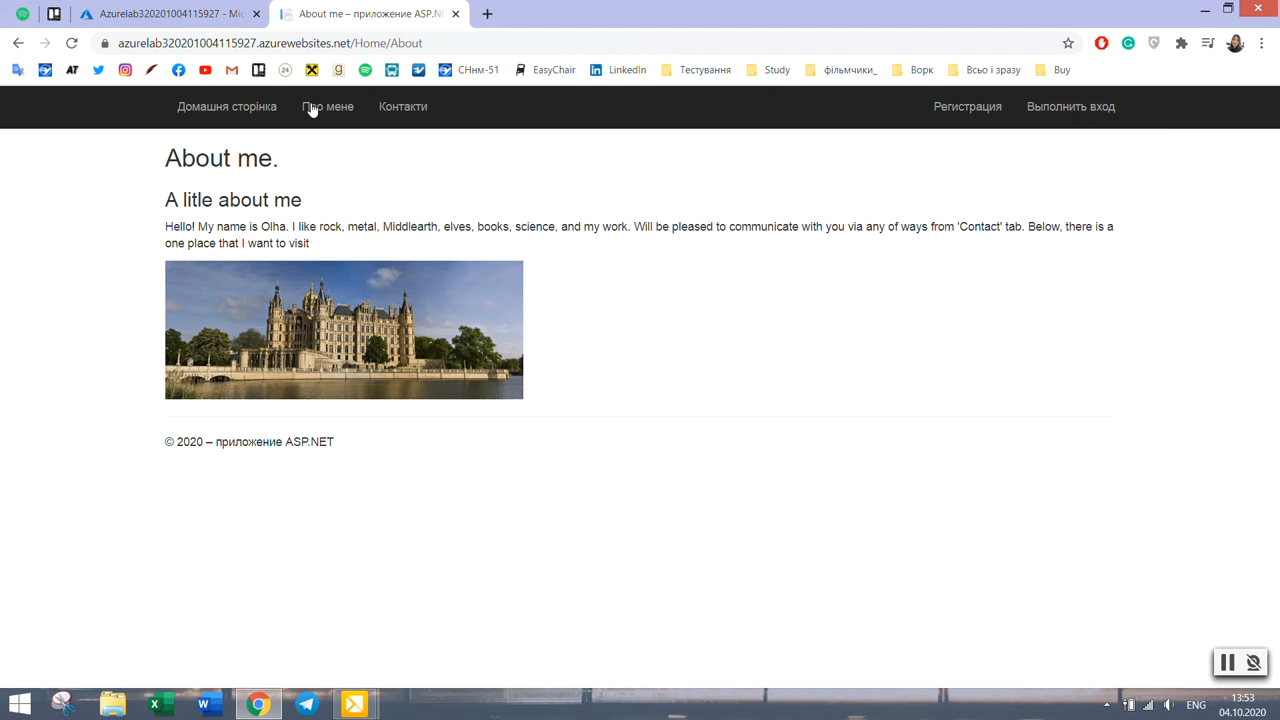 Azurelab320201004115927 - Mic
About me – приложение ASP.N
azurelab320201004115927.azurewebsites.net/Home/About
СНнм-51
EasyChair
LinkedIn
Тестування
Study
фільмчики_
Ворк
Всьо і зразу
Buy
Домашня сторінка
Про мене
Контакти
Регистрация
Выполнить вход
About me.
A litle about me
Hello! My name is Olha. I like rock, metal, Middlearth, elves, books, science, and my work. Will be pleased to communicate with you via any of ways from 'Contact' tab. Below, there is a
one place that I want to visit
© 2020 – приложение ASP.NET
ENG
13:53
04.10.2020